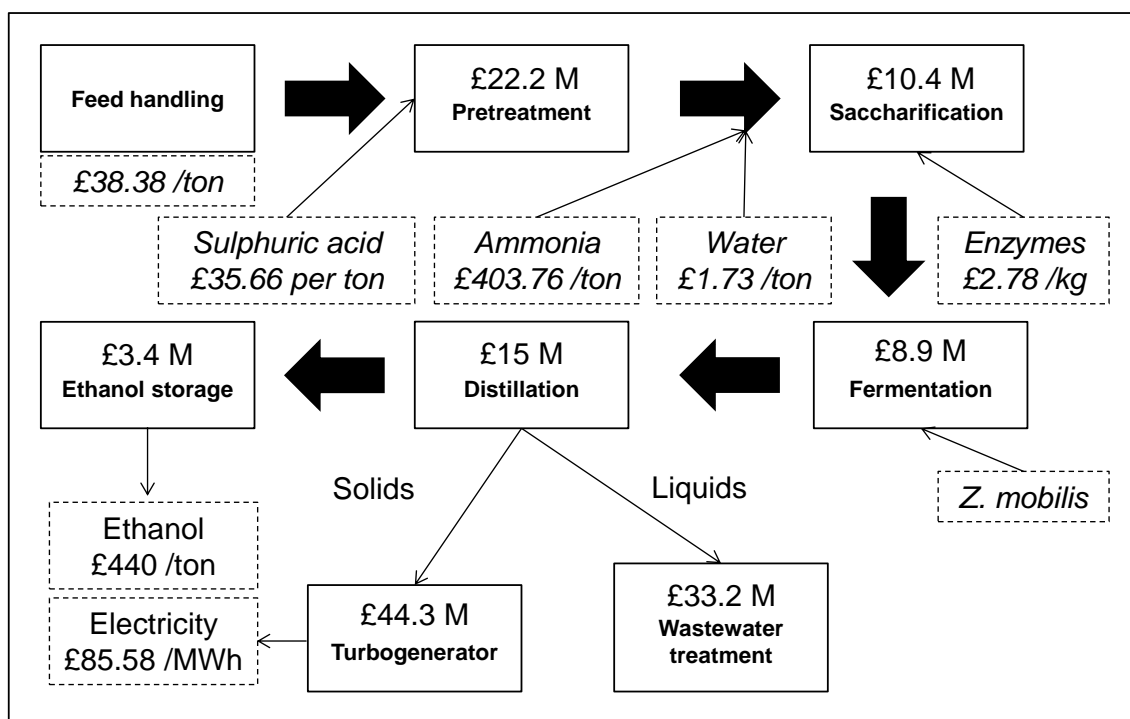 Feed handling
£38.38 /ton
£22.2 M
Pretreatment
£10.4 M
Saccharification
Sulphuric acid
£35.66 per ton
Ammonia
£403.76 /ton
Water
£1.73 /ton
Enzymes
£2.78 /kg
£3.4 M
Ethanol storage
£15 M
Distillation
£8.9 M
Fermentation
Solids
Liquids
Z. mobilis
Ethanol
£440 /ton
Electricity
£85.58 /MWh
£44.3 M
Turbogenerator
£33.2 M
Wastewater
treatment